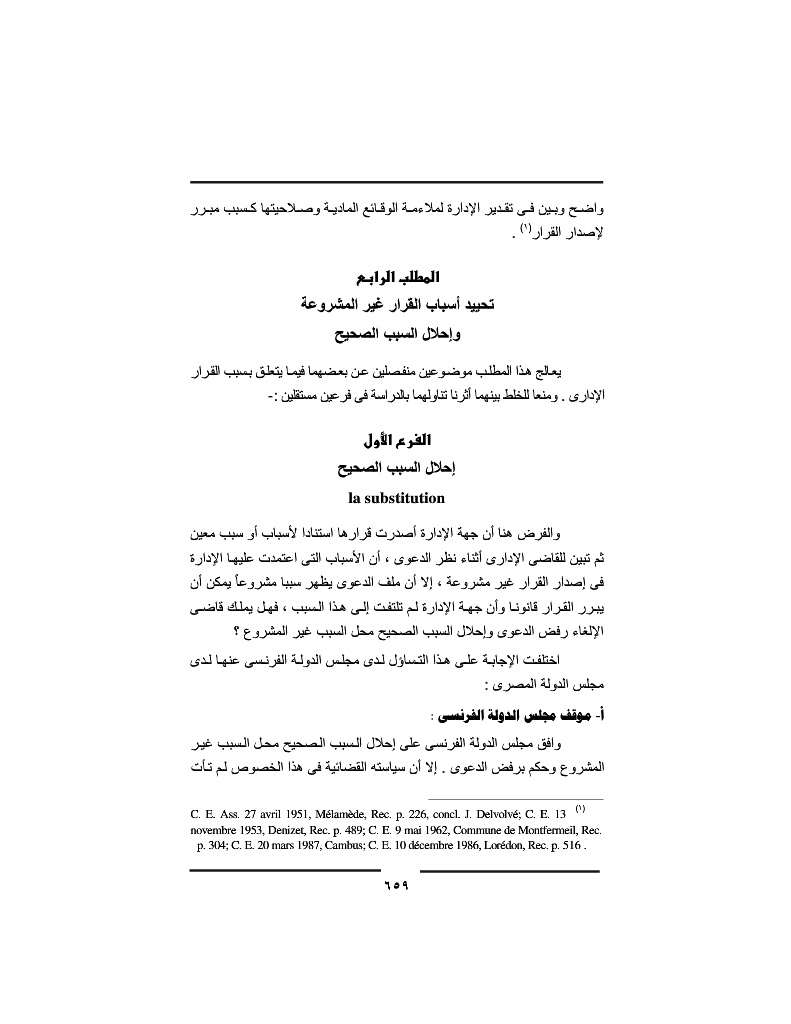 واضح وبين فى تقدير الإدارة لملاءمة الوقائع المادية وصلاحيتها كسبب مبرر
لإصدار القرار(١) .
المطلب الرابع
تحييد أسباب القرار غير المشروعة
وإحلال السبب الصحيح
يعالج هذا المطلب موضوعين منفصلين عن بعضهما فيما يتعلق بسبب القرار
الإدارى . ومنعا للخلط بينهما أثرنا تناولهما بالدراسة فى فرعين مستقلين :-
الفرع الأول
إحلال السبب الصحيح
la substitution
والفرض هنا أن جهة الإدارة أصدرت قرارها استنادا لأسباب أو سبب معين
ثم تبين للقاضى الإدارى أثناء نظر الدعوى ، أن الأسباب التى اعتمدت عليها الإدارة
فى إصدار القرار غير مشروعة ، إلا أن ملف الدعوى يظهر سببا مشروعاً يمكن أن
يبرر القرار قانونا وأن جهة الإدارة لم تلتفت إلى هذا السبب ، فهل يملك قاضى
الإلغاء رفض الدعوى وإحلال السبب الصحيح محل السبب غير المشروع ؟
اختلفت الإجابة على هذا التساؤل لدى مجلس الدولة الفرنسى عنها لدى
مجلس الدولة المصرى :
أ- موقف مجلس الدولة الفرنسى :
وافق مجلس الدولة الفرنسى على إحلال السبب الصحيح محل السبب غير
المشروع وحكم برفض الدعوى . إلا أن سياسته القضائية فى هذا الخصوص لم تأت
(١) C. E. Ass. 27 avril 1951, Mélamède, Rec. p. 226, concl. J. Delvolvé; C. E. 13
novembre 1953, Denizet, Rec. p. 489; C. E. 9 mai 1962, Commune de Montfermeil, Rec.
p. 304; C. E. 20 mars 1987, Cambus; C. E. 10 décembre 1986, Lorédon, Rec. p. 516 .
٦٥٩